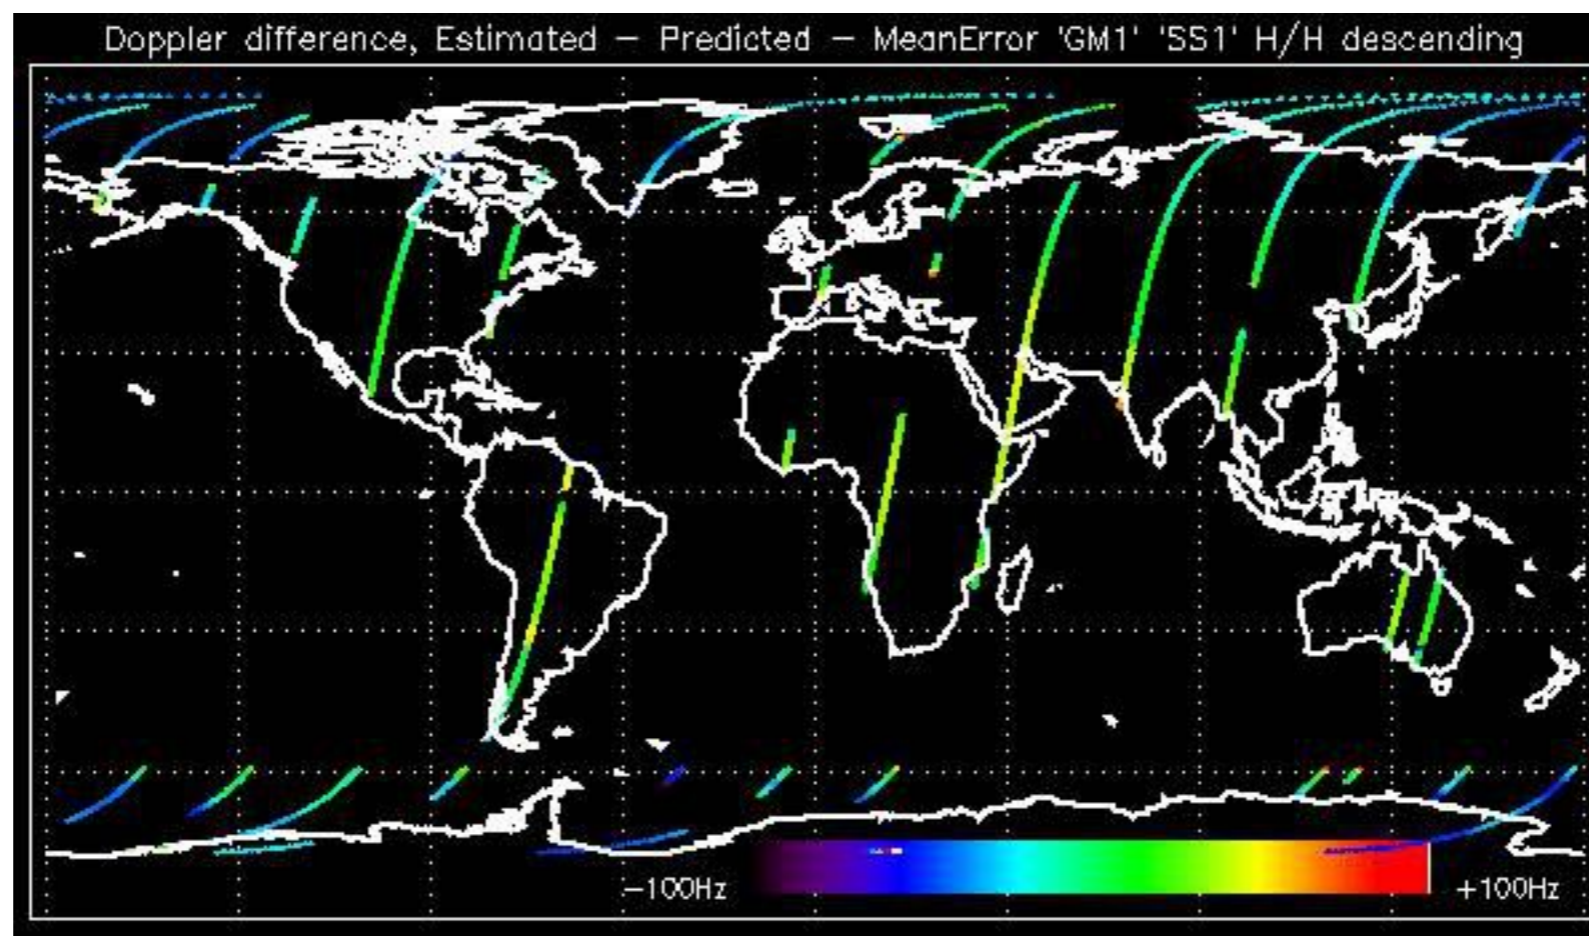 Doppler difference, Estimated - Predicted - MeanError 'GM1' 'SS1' H/H descending
-100Hz
+100Hz